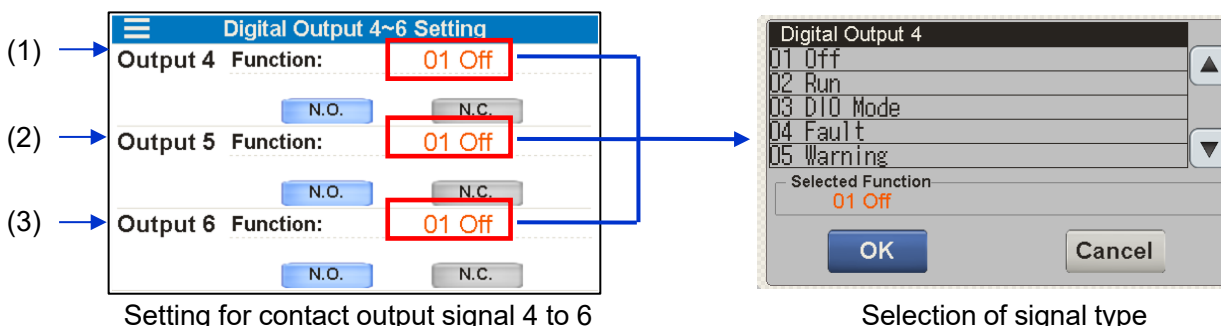 Digital Output 4~6 Setting
(1)
Output 4 Function: 01 Off
N.O. N.C.
(2)
Output 5 Function: 01 Off
N.O. N.C.
(3)
Output 6 Function: 01 Off
N.O. N.C.
Setting for contact output signal 4 to 6
Digital Output 4
01 Off
02 Run
03 DIO Mode
04 Fault
05 Warning
Selected Function
01 Off
OK Cancel
Selection of signal type